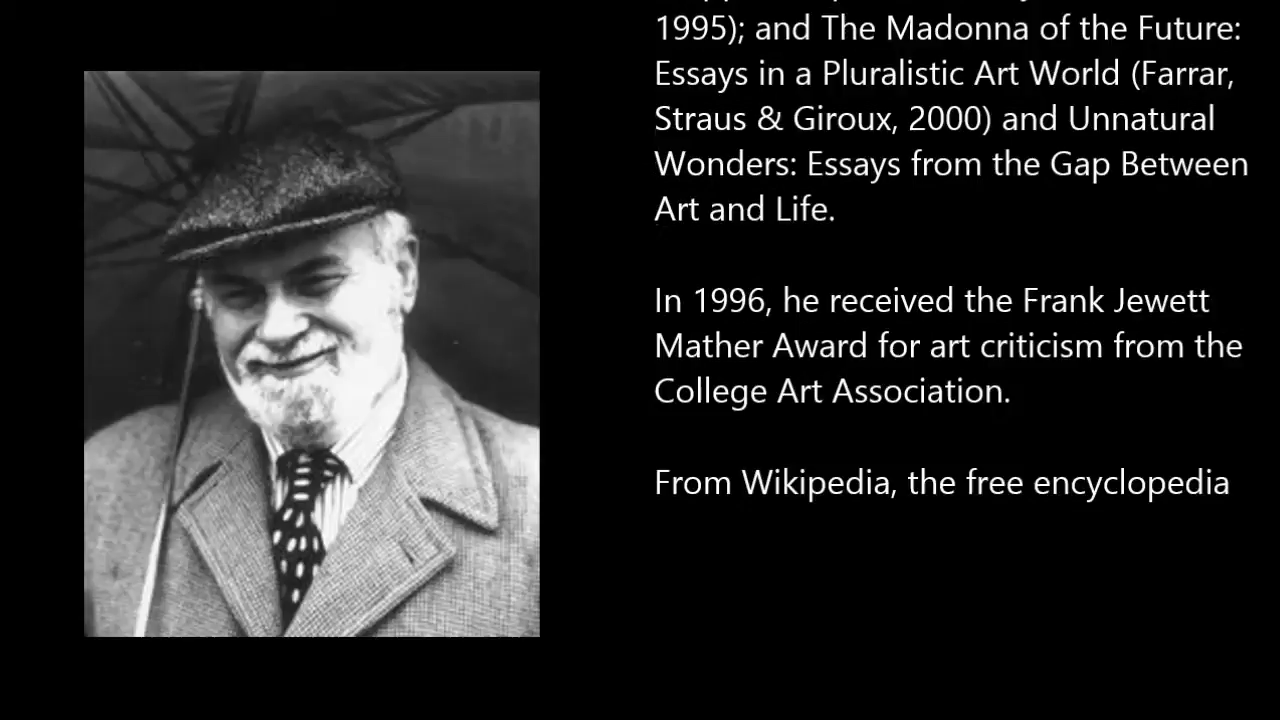 1995); and The Madonna of the Future:
Essays in a Pluralistic Art World (Farrar,
Straus & Giroux, 2000) and Unnatural
Wonders: Essays from the Gap Between
Art and Life.
In 1996, he received the Frank Jewett
Mather Award for art criticism from the
College Art Association.
From Wikipedia, the free encyclopedia